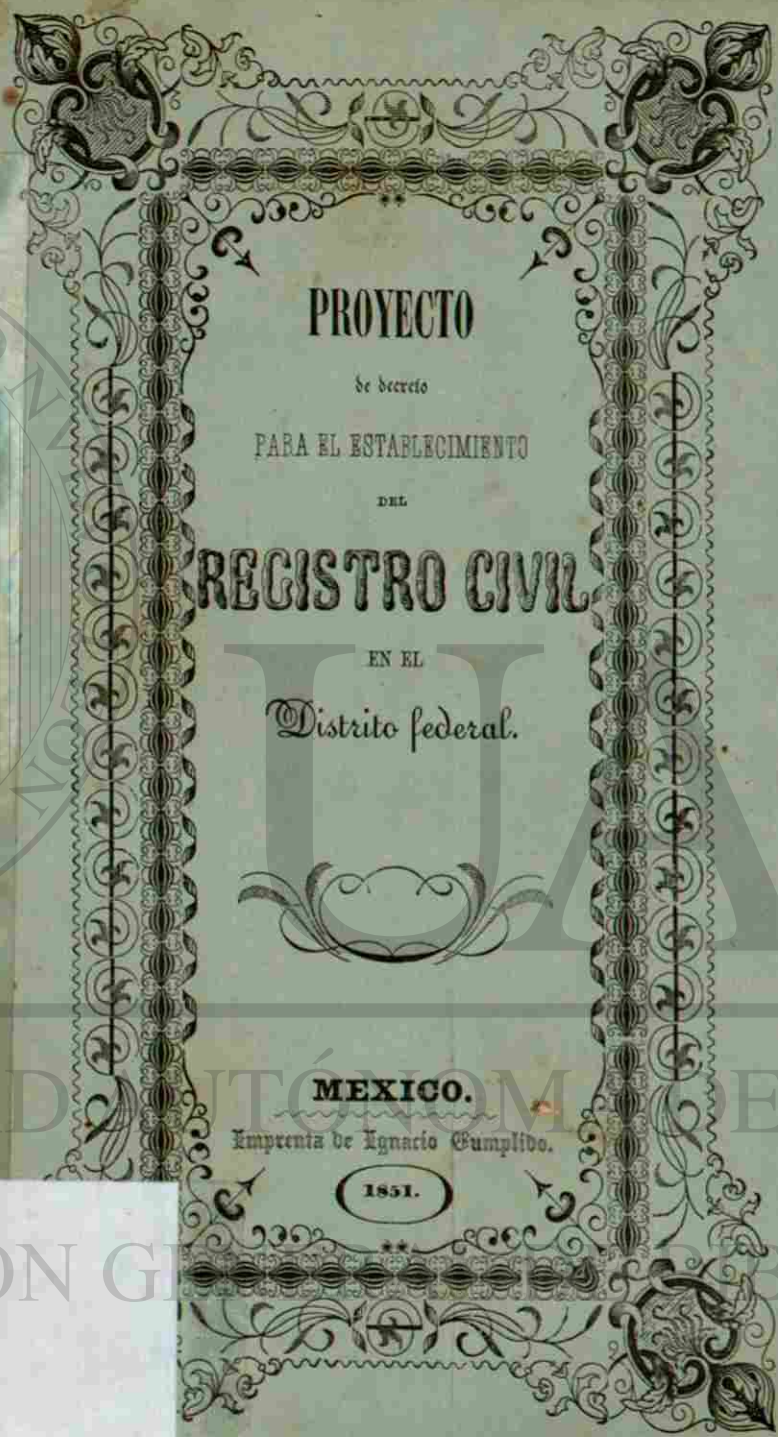 PROYECTO
de decreto
PARA EL ESTABLECIMIENTO
DEL
REGISTRO CIVIL
EN EL
Distrito federal.
MEXICO.
Imprenta de Ignacio Cumplido.
1851.